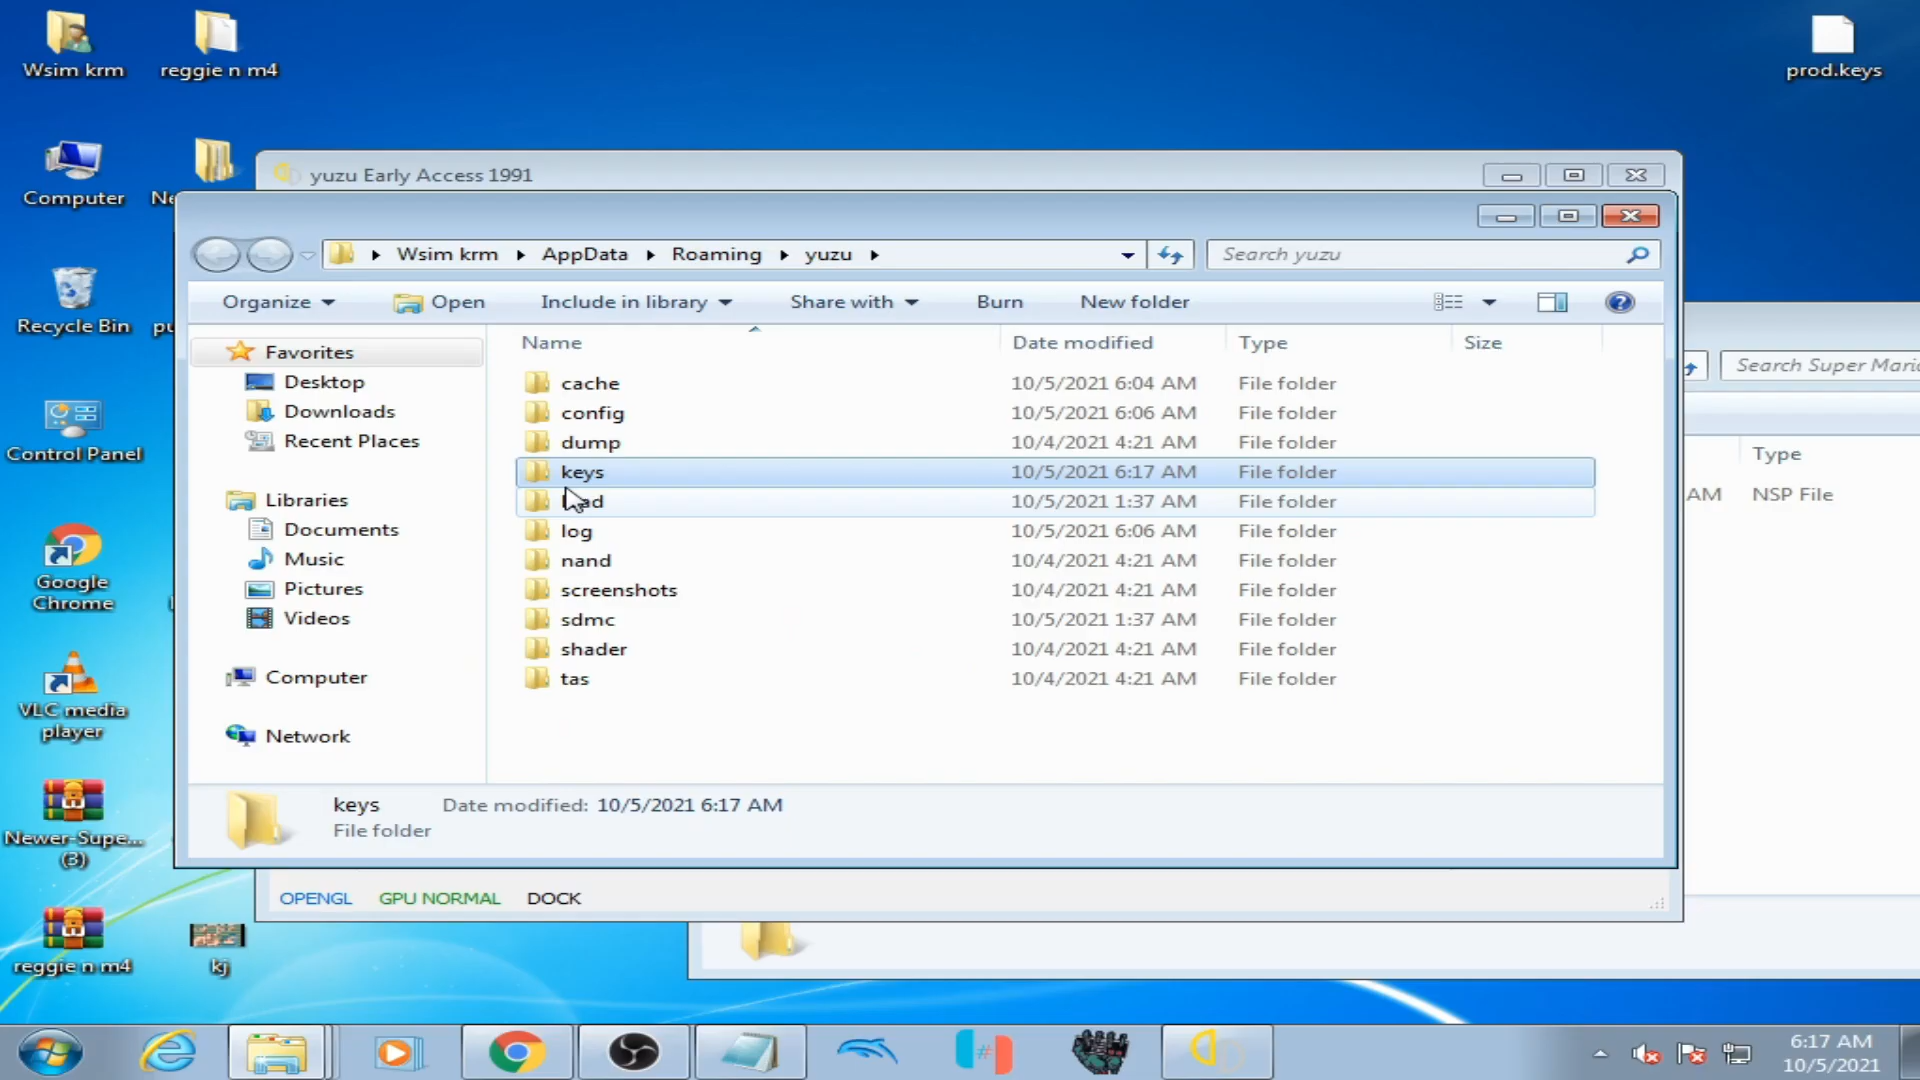 Wsim krm
reggie n m4
prod.keys
Computer
Ne
yuzu Early Access 1991
Wsim krm
AppData
Roaming
yuzu
Search yuzu
Recycle Bin
pu
Organize
Open
Include in library
Share with
Burn
New folder
Favorites
Desktop
Downloads
Recent Places
Libraries
Documents
Music
Pictures
Videos
Computer
Network
Name Date modified Type Size
cache 10/5/2021 6:04 AM File folder
config 10/5/2021 6:06 AM File folder
dump 10/4/2021 4:21 AM File folder
keys 10/5/2021 6:17 AM File folder
10/5/2021 1:37 AM File folder
log 10/5/2021 6:06 AM File folder
nand 10/4/2021 4:21 AM File folder
screenshots 10/4/2021 4:21 AM File folder
sdmc 10/5/2021 1:37 AM File folder
shader 10/4/2021 4:21 AM File folder
tas 10/4/2021 4:21 AM File folder
Search Super Mari
Type
AM NSP File
Control Panel
Google
Chrome
VLC media
player
keys Date modified: 10/5/2021 6:17 AM
File folder
Newer-Supe...
(3)
OPENGL GPU NORMAL DOCK
reggie n m4
kj
6:17 AM
10/5/2021